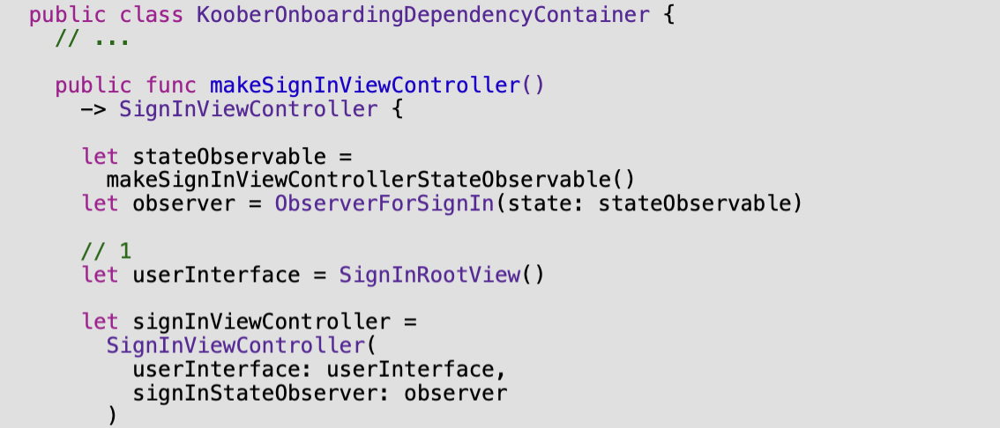 public class KooberOnboardingDependencyContainer {
// ...
public func makeSignInViewController()
-> SignInViewController {
let stateObservable =
makeSignInViewControllerStateObservable()
let observer = ObserverForSignIn(state: stateObservable)
// 1
let userInterface = SignInRootView()
let signInViewController =
SignInViewController(
userInterface: userInterface,
signInStateObserver: observer
)